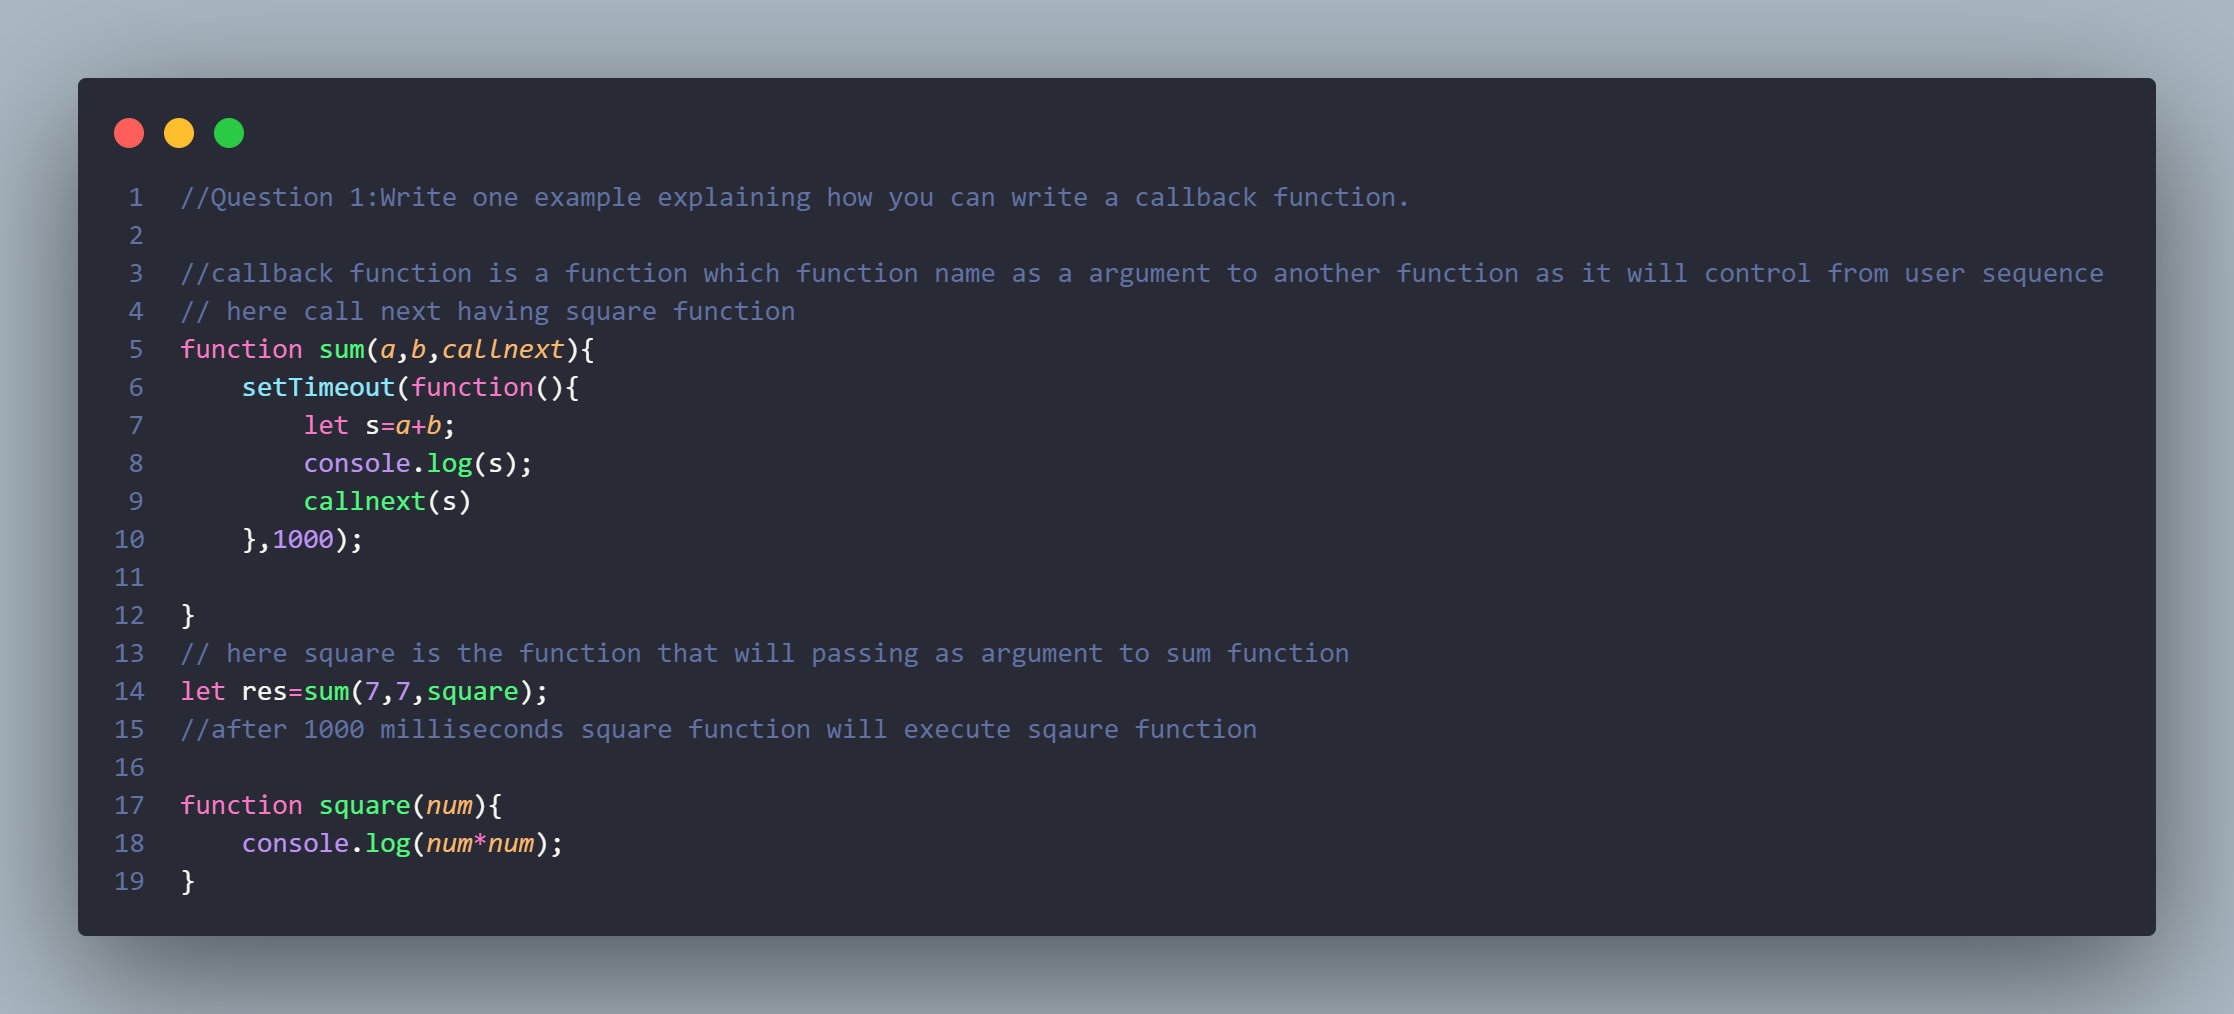 1 //Question 1:Write one example explaining how you can write a callback function.
2
3 //callback function is a function which function name as a argument to another function as it will control from user sequence
4 // here call next having square function
5 function sum(a,b,callnext){
6     setTimeout(function(){
7         let s=a+b;
8         console.log(s);
9         callnext(s)
10     },1000);
11
12 }
13 // here square is the function that will passing as argument to sum function
14 let res=sum(7,7,square);
15 //after 1000 milliseconds square function will execute sqaure function
16
17 function square(num){
18     console.log(num*num);
19 }